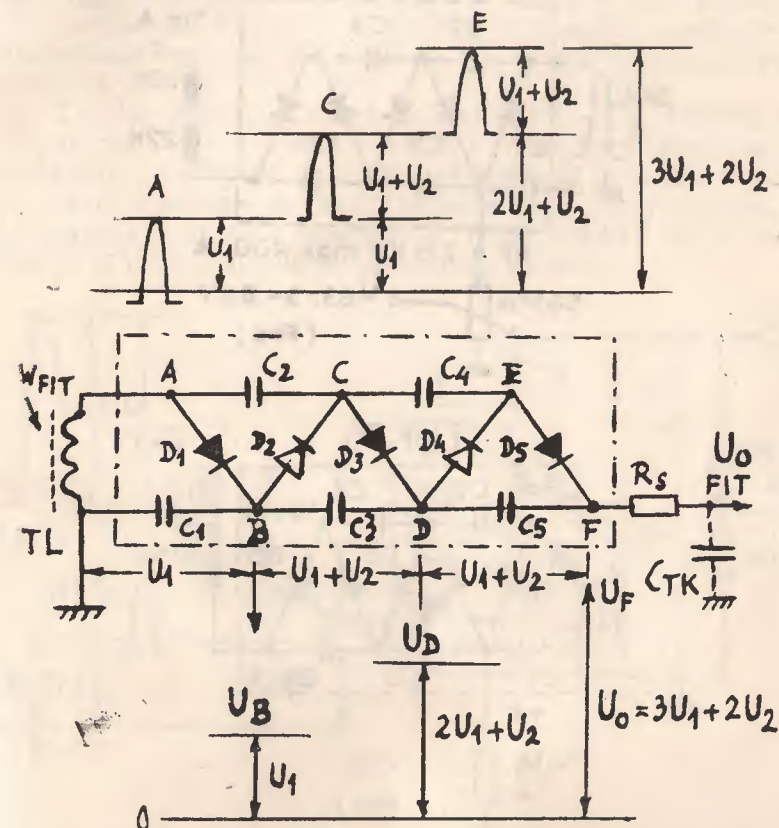 E
U1+U2
C
U1+U2
2U1+U2
3U1+2U2
A
U1
U1
WFIT
A
C2
C
C4
E
D1
D2
D3
D4
D5
RS
U0
FIT
TL
C1
B
C3
D
C5
F
CTK
U1
U1+U2
U1+U2
UF
UD
UB
2U1+U2
U0=3U1+2U2
U1
0